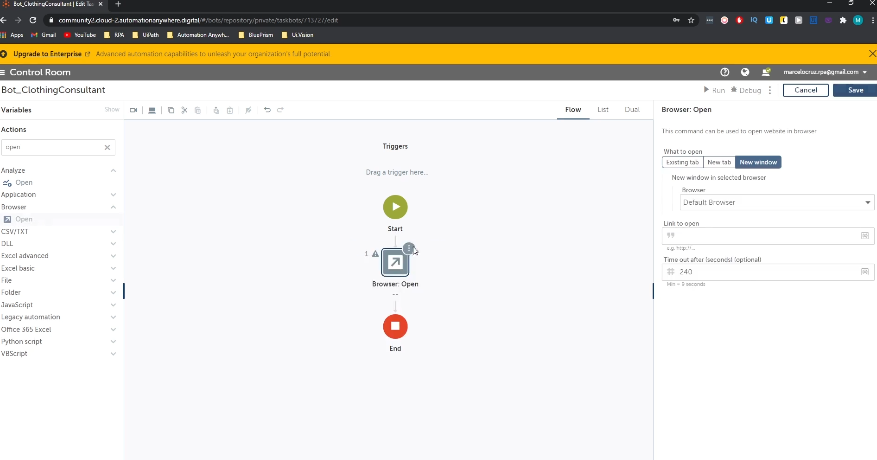 Bot_ClothingConsultant | Edit Tas
community2.cloud-2.automationanywhere.digital/#/bots/repository/private/taskbots/713727/edit
Apps Gmail YouTube RPA UiPath Automation Anywh... BluePrism Ui.Vision
Upgrade to Enterprise Advanced automation capabilities to unleash your organization's full potential.
Control Room marcelocruz.rpa@gmail.com
Bot_ClothingConsultant Run Debug Cancel Save
Variables Show Flow List Dual
Actions
open
Analyze
Open
Application
Browser
Open
CSV/TXT
DLL
Excel advanced
Excel basic
File
Folder
JavaScript
Legacy automation
Office 365 Excel
Python script
VBScript
Triggers
Drag a trigger here...
Start
1
Browser: Open
--
End
Browser: Open
This command can be used to open website in browser
What to open
Existing tab New tab New window
New window in selected browser
Browser
Default Browser
Link to open
e.g. http://...
Time out after (seconds) (optional)
240
Min = 0 seconds